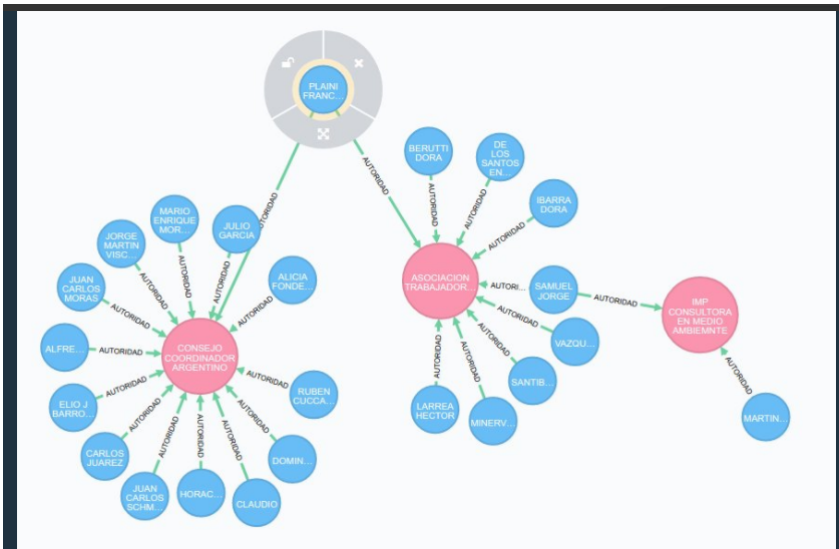 PLAINI
FRANC...
AUTORIDAD
AUTORIDAD
BERUTTI
DORA
AUTORIDAD
DE
LOS
SANTOS
EN...
AUTORIDAD
IBARRA
DORA
AUTORIDAD
MARIO
ENRIQUE
MOR...
AUTORIDAD
JULIO
GARCIA
AUTORIDAD
JORGE
MARTIN
VISC...
AUTORIDAD
ALICIA
FONDE...
AUTORIDAD
JUAN
CARLOS
MORAS
AUTORIDAD
ASOCIACION
TRABAJADOR...
AUTORI...
SAMUEL
JORGE
AUTORIDAD
IMP
CONSULTORA
EN MEDIO
AMBIEMNTE
AUTORIDAD
VAZQU...
ALFRE...
AUTORIDAD
CONSEJO
COORDINADOR
ARGENTINO
AUTORIDAD
SANTIB...
AUTORIDAD
RUBEN
CUCCA...
AUTORIDAD
ELIO J
BARRO...
AUTORIDAD
LARREA
HECTOR
AUTORIDAD
MINERV...
AUTORIDAD
MARTIN...
AUTORIDAD
CARLOS
JUAREZ
AUTORIDAD
DOMIN...
AUTORIDAD
JUAN
CARLOS
SCHM...
AUTORIDAD
HORAC...
AUTORIDAD
CLAUDIO
AUTORIDAD